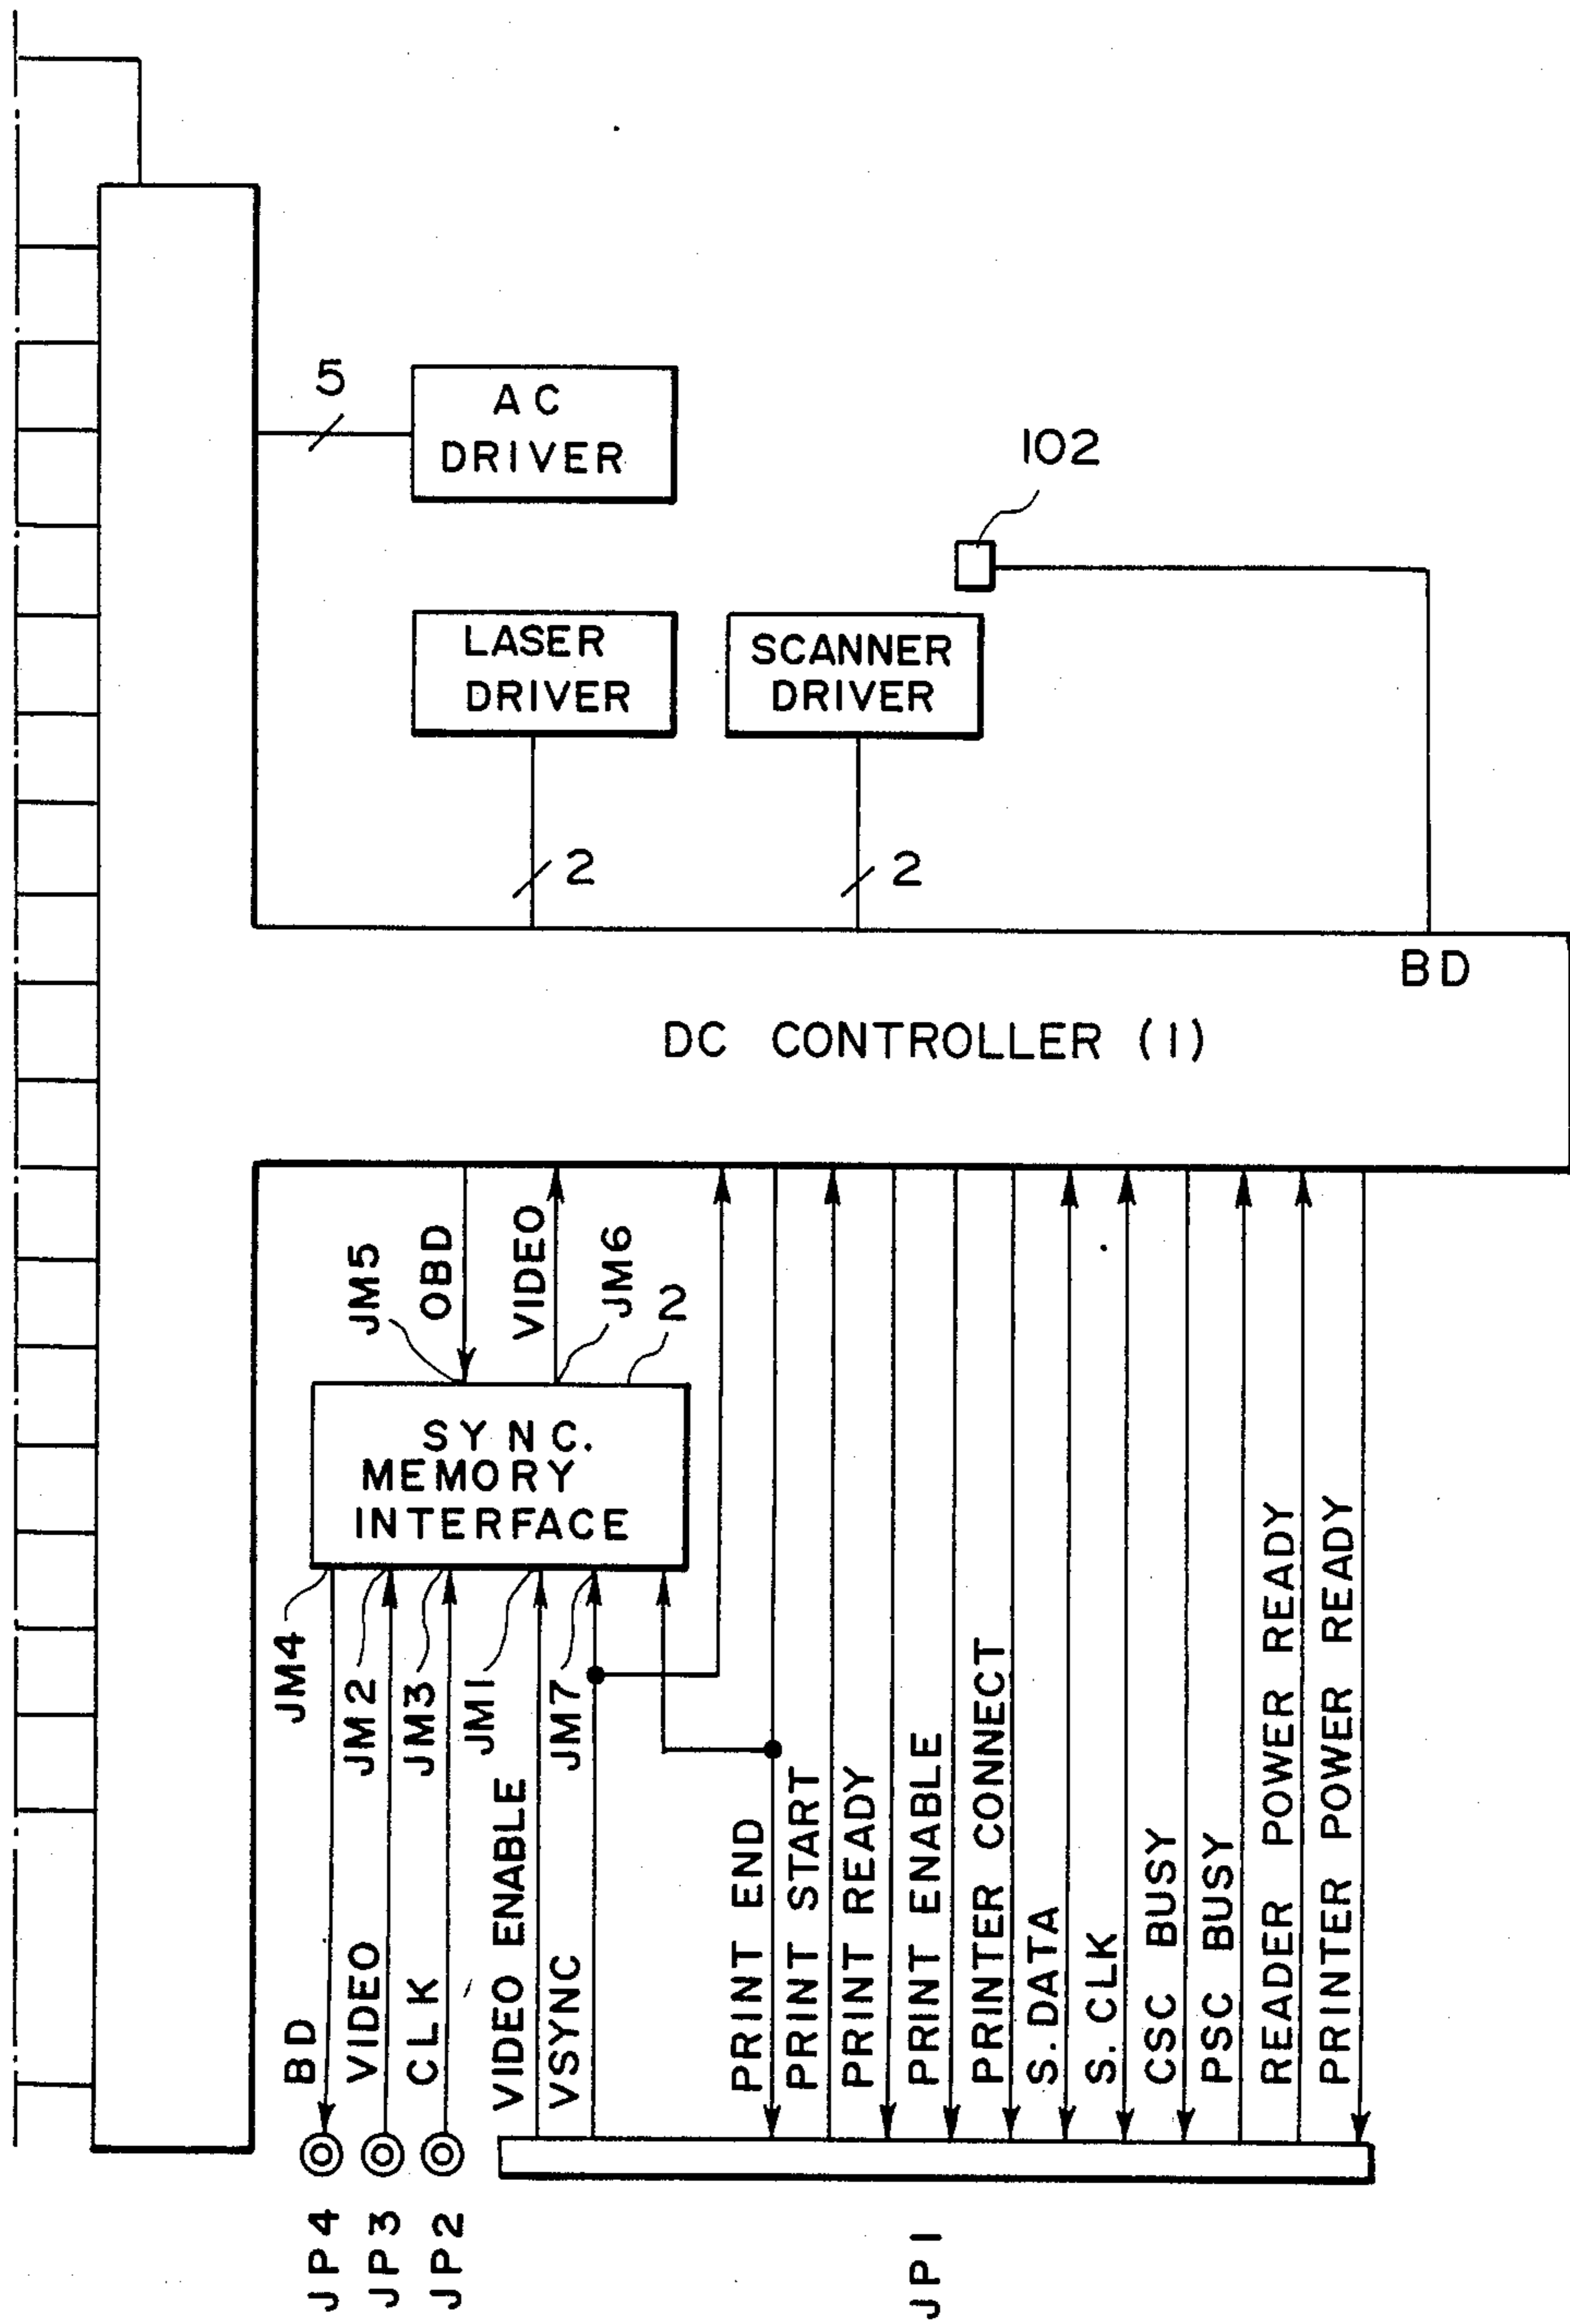 5
AC
DRIVER
102
LASER
DRIVER
SCANNER
DRIVER
2
2
BD
DC CONTROLLER (1)
JM5
OBD
VIDEO
JM6
2
SYNC.
MEMORY
INTERFACE
JM4
JM2
JM3
JM1
JM7
BD
VIDEO
CLK
VIDEO ENABLE
VSYNC
PRINT END
PRINT START
PRINT READY
PRINT ENABLE
PRINTER CONNECT
S.DATA
S.CLK
CSC BUSY
PSC BUSY
READER POWER READY
PRINTER POWER READY
JP4
JP3
JP2
JP1